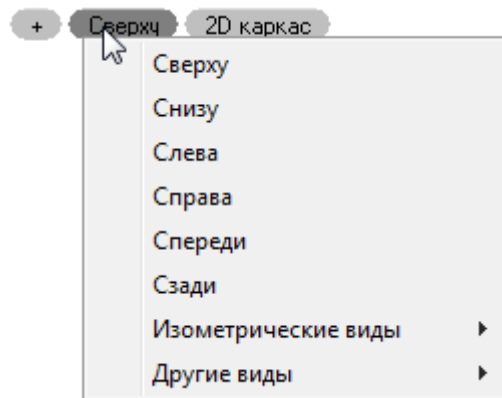 + Сверху 2D каркас
Сверху
Снизу
Слева
Справа
Спереди
Сзади
Изометрические виды
Другие виды